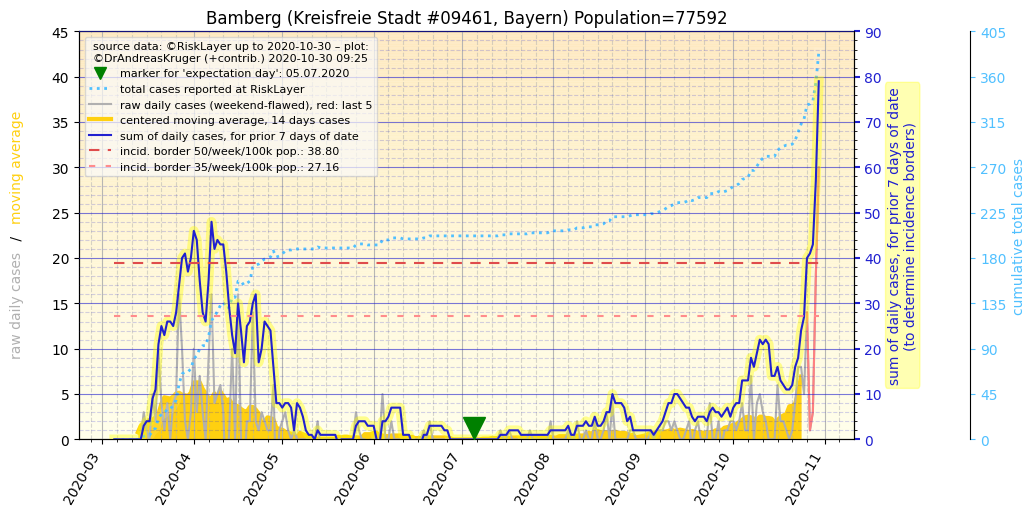 Bamberg (Kreisfreie Stadt #09461, Bayern) Population=77592
source data: ©RiskLayer up to 2020-10-30 – plot:
©DrAndreasKruger (+contrib.) 2020-10-30 09:25
marker for 'expectation day': 05.07.2020
total cases reported at RiskLayer
raw daily cases (weekend-flawed), red: last 5
centered moving average, 14 days cases
sum of daily cases, for prior 7 days of date
incid. border 50/week/100k pop.: 38.80
incid. border 35/week/100k pop.: 27.16
raw daily cases / moving average
45
40
35
30
25
20
15
10
5
0
2020-03
2020-04
2020-05
2020-06
2020-07
2020-08
2020-09
2020-10
2020-11
90
80
70
60
50
40
30
20
10
0
sum of daily cases, for prior 7 days of date
(to determine incidence borders)
405
360
315
270
225
180
135
90
45
0
cumulative total cases